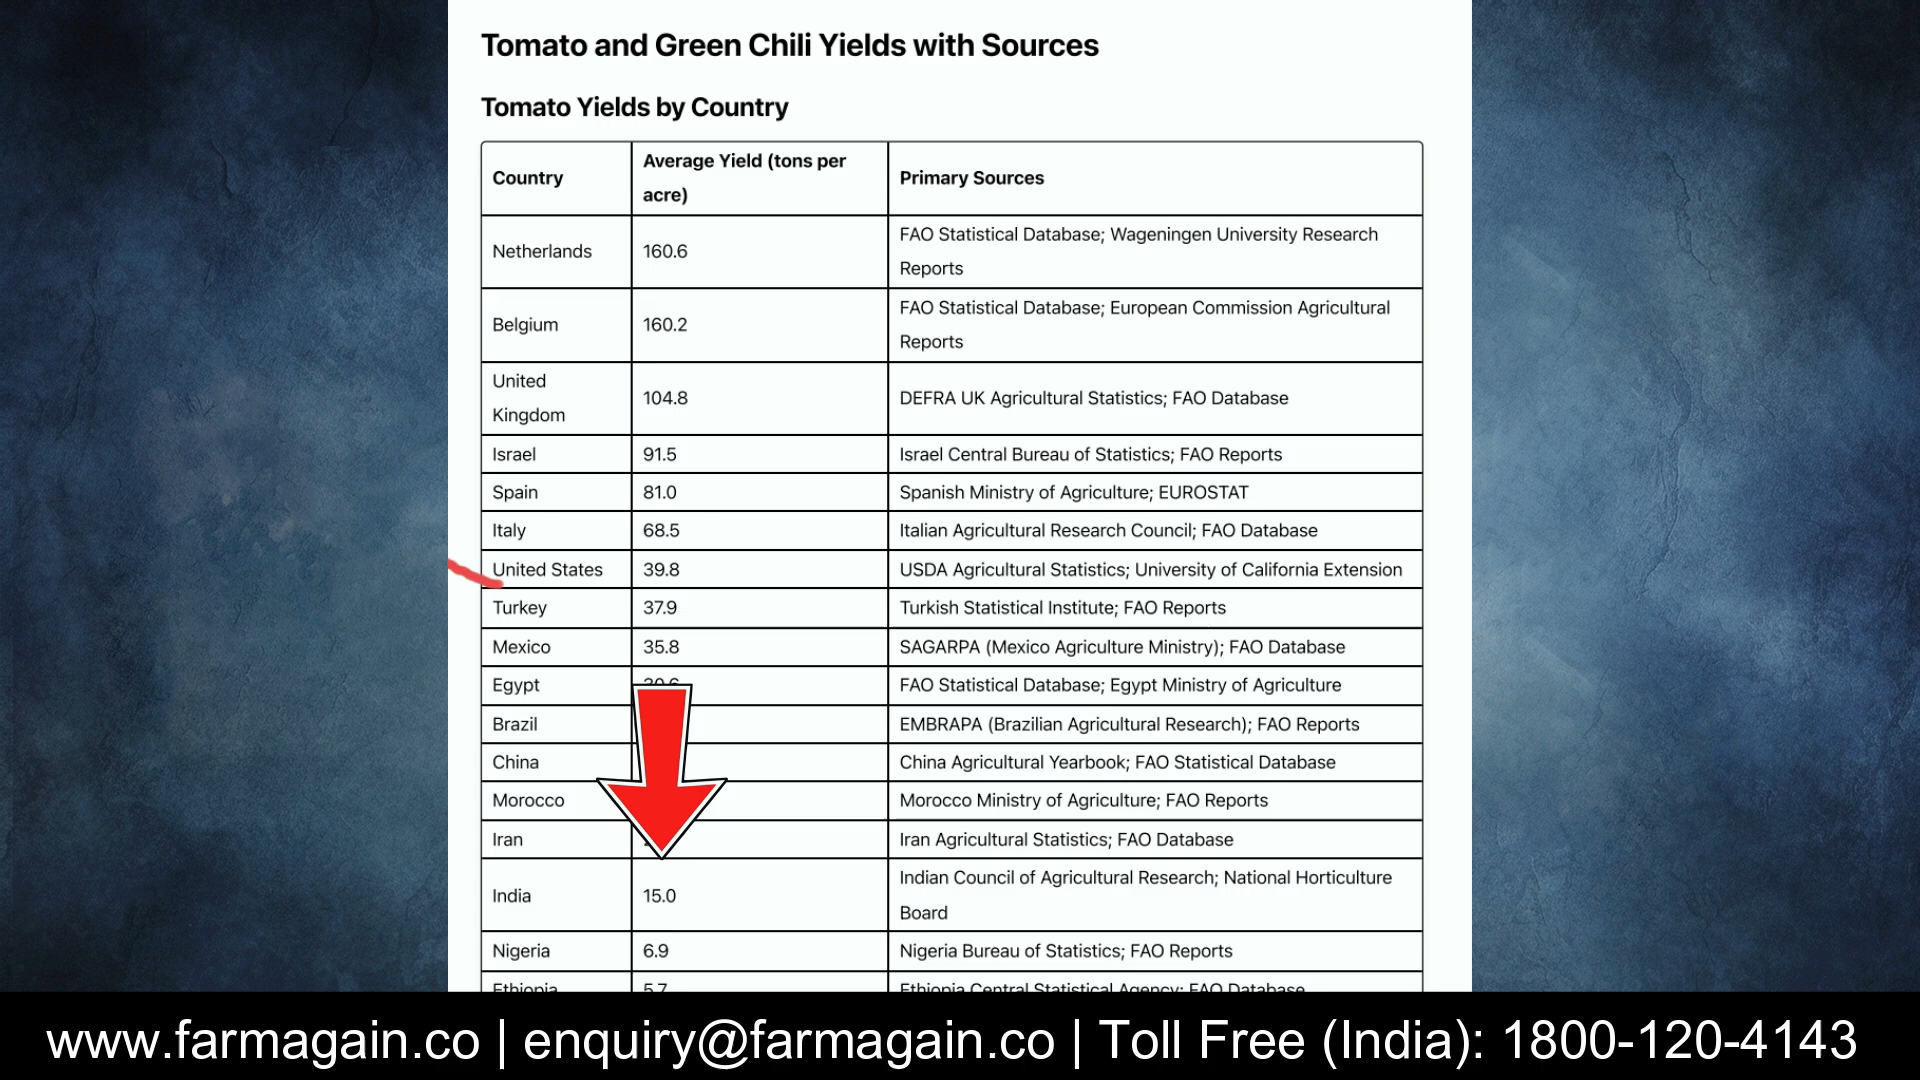 Tomato and Green Chili Yields with Sources
Tomato Yields by Country
Country
Average Yield (tons per
acre)
Primary Sources
Netherlands 160.6 FAO Statistical Database; Wageningen University Research
Reports
Belgium 160.2 FAO Statistical Database; European Commission Agricultural
Reports
United
Kingdom
104.8 DEFRA UK Agricultural Statistics; FAO Database
Israel 91.5 Israel Central Bureau of Statistics; FAO Reports
Spain 81.0 Spanish Ministry of Agriculture; EUROSTAT
Italy 68.5 Italian Agricultural Research Council; FAO Database
United States 39.8 USDA Agricultural Statistics; University of California Extension
Turkey 37.9 Turkish Statistical Institute; FAO Reports
Mexico 35.8 SAGARPA (Mexico Agriculture Ministry); FAO Database
Egypt FAO Statistical Database; Egypt Ministry of Agriculture
Brazil EMBRAPA (Brazilian Agricultural Research); FAO Reports
China China Agricultural Yearbook; FAO Statistical Database
Morocco Morocco Ministry of Agriculture; FAO Reports
Iran Iran Agricultural Statistics; FAO Database
India 15.0 Indian Council of Agricultural Research; National Horticulture
Board
Nigeria 6.9 Nigeria Bureau of Statistics; FAO Reports
Ethiopia 5.7 Ethiopia Central Statistical Agency; FAO Database
www.farmagain.co | enquiry@farmagain.co | Toll Free (India): 1800-120-4143